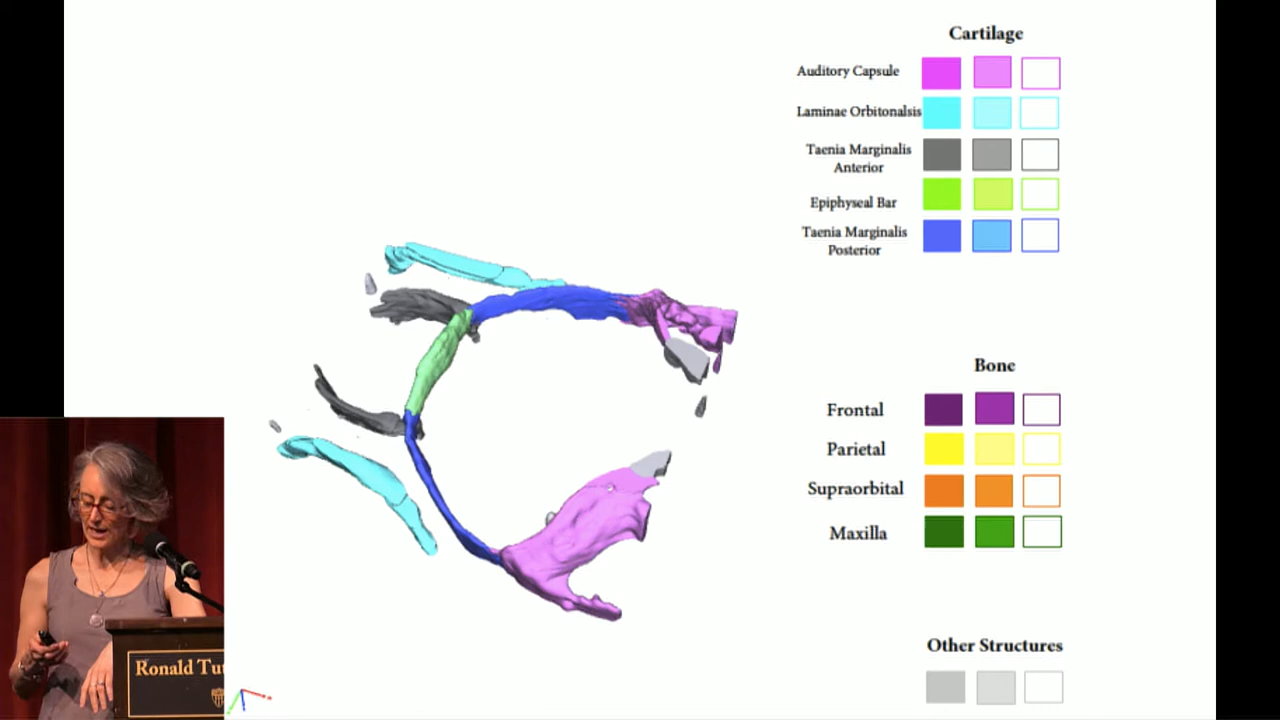 Cartilage
Auditory Capsule
Laminae Orbitonalsis
Taenia Marginalis
Anterior
Epiphyseal Bar
Taenia Marginalis
Posterior
Bone
Frontal
Parietal
Supraorbital
Maxilla
Other Structures
Ronald Tu